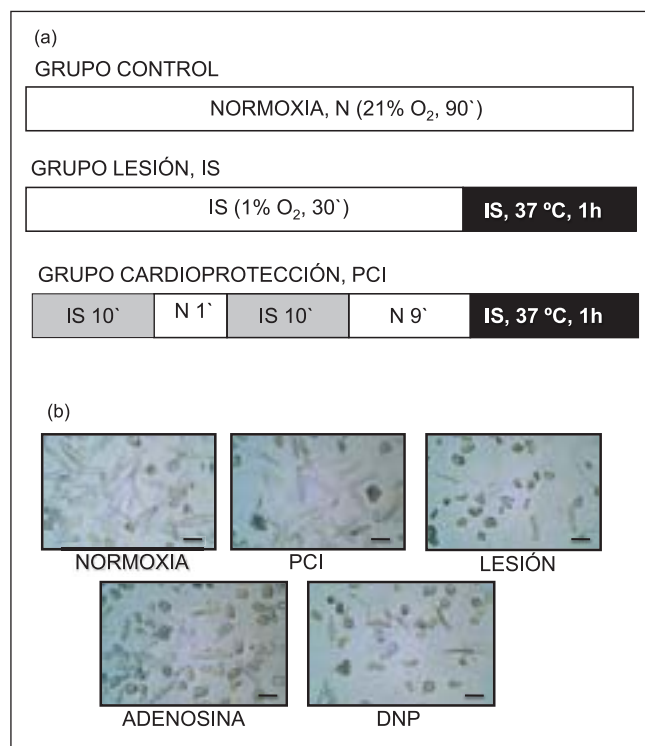 (a)
GRUPO CONTROL
NORMOXIA, N (21% O₂, 90`)
GRUPO LESIÓN, IS
IS (1% O₂, 30`)
IS, 37 ºC, 1h
GRUPO CARDIOPROTECCIÓN, PCI
IS 10`
N 1`
IS 10`
N 9`
IS, 37 ºC, 1h
(b)
NORMOXIA
PCI
LESIÓN
ADENOSINA
DNP